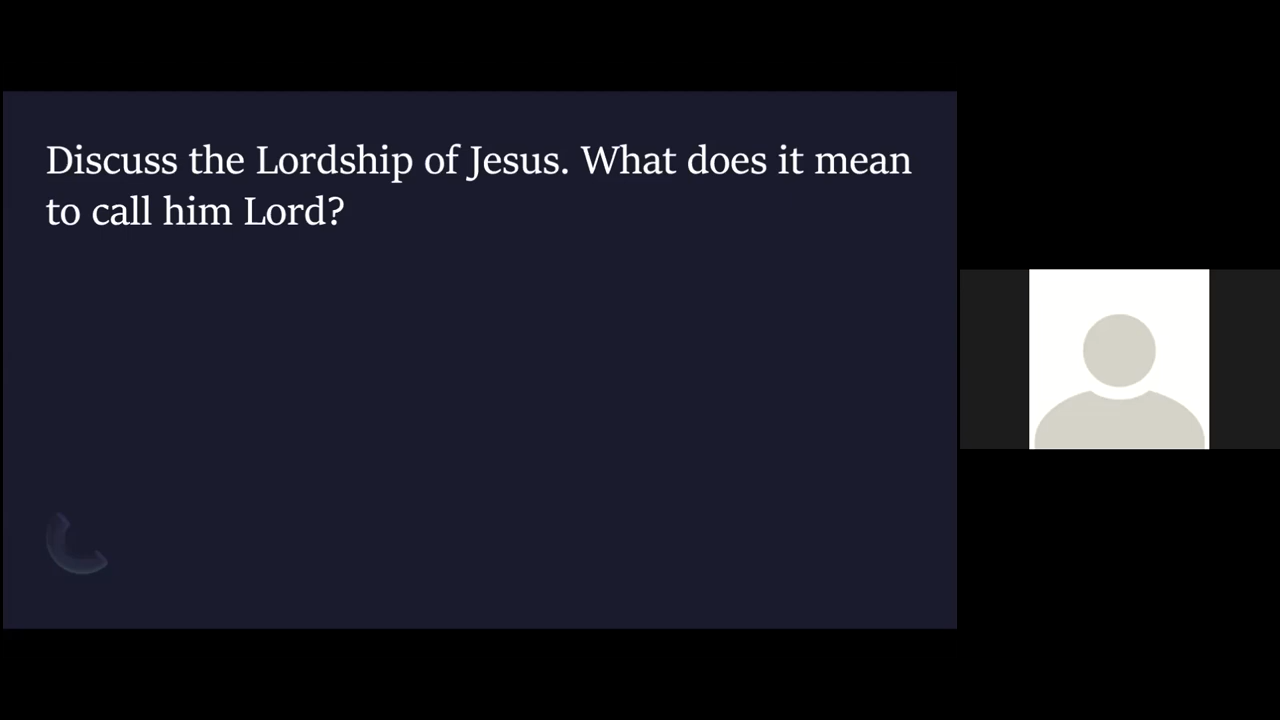 Discuss the Lordship of Jesus. What does it mean
to call him Lord?